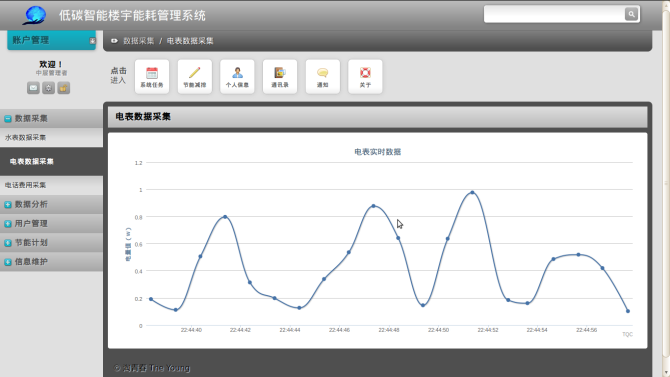 低碳智能楼宇能耗管理系统
账户管理
数据采集 / 电表数据采集
欢迎！
中层管理者
点击
进入
系统任务
节能减排
个人信息
通讯录
通知
关于
数据采集
水表数据采集
电表数据采集
电话费用采集
数据分析
用户管理
节能计划
信息维护
电表数据采集
电表实时数据
电量值（w）
1.2
1
0.8
0.6
0.4
0.2
0
22:44:40
22:44:42
22:44:44
22:44:46
22:44:48
22:44:50
22:44:52
22:44:54
22:44:56
TQC
The Young